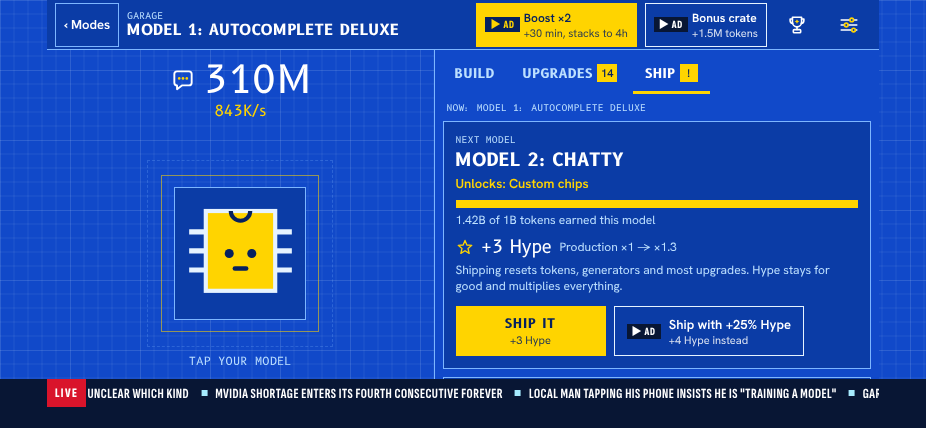 ‹ Modes
GARAGE
MODEL 1: AUTOCOMPLETE DELUXE
AD Boost ×2
+30 min, stacks to 4h
AD Bonus crate
+1.5M tokens
310M
843K/s
TAP YOUR MODEL
BUILD UPGRADES 14 SHIP !
NOW: MODEL 1: AUTOCOMPLETE DELUXE
NEXT MODEL
MODEL 2: CHATTY
Unlocks: Custom chips
1.42B of 1B tokens earned this model
+3 Hype Production ×1 → ×1.3
Shipping resets tokens, generators and most upgrades. Hype stays for
good and multiplies everything.
SHIP IT
+3 Hype
AD Ship with +25% Hype
+4 Hype instead
LIVE UNCLEAR WHICH KIND ■ MVIDIA SHORTAGE ENTERS ITS FOURTH CONSECUTIVE FOREVER ■ LOCAL MAN TAPPING HIS PHONE INSISTS HE IS "TRAINING A MODEL" ■